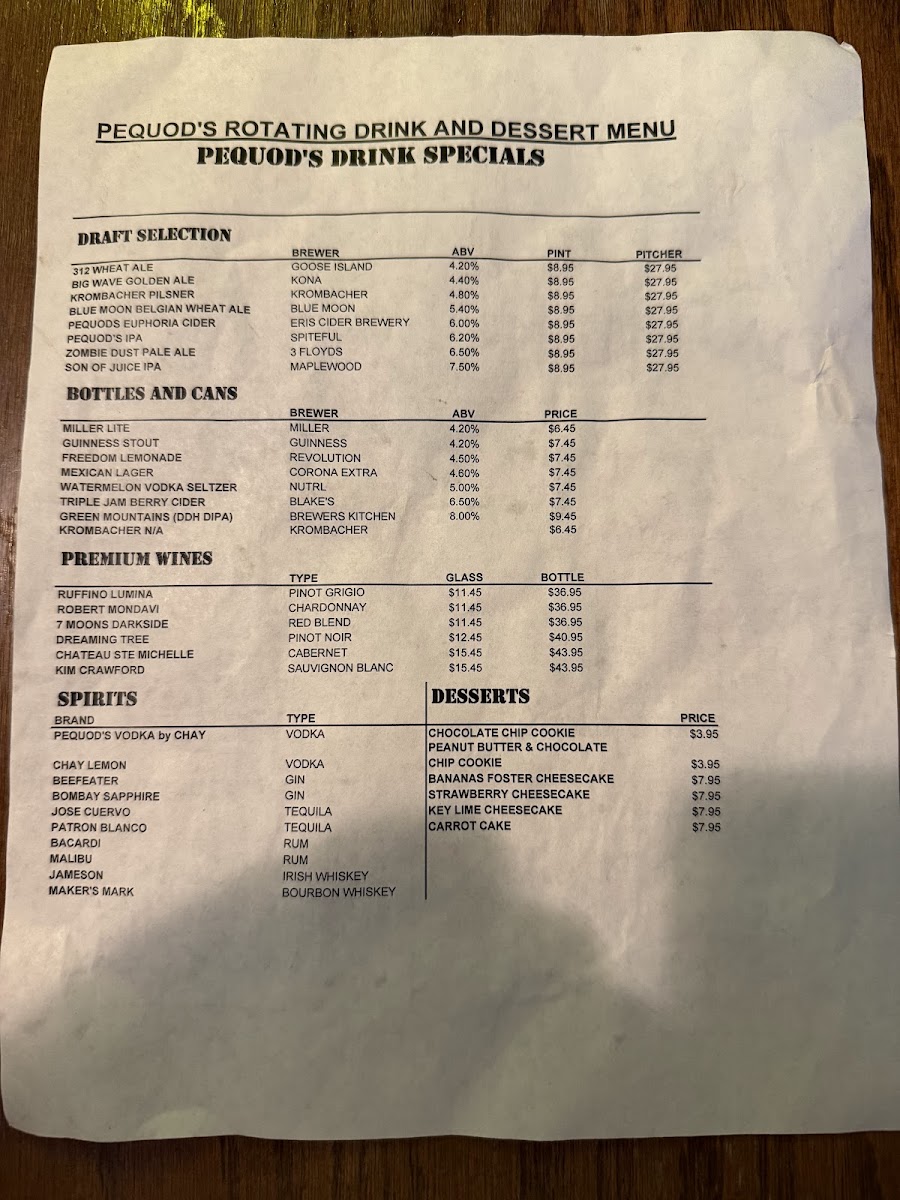 PEQUOD'S ROTATING DRINK AND DESSERT MENU
PEQUOD'S DRINK SPECIALS
DRAFT SELECTION
BREWER ABV PINT PITCHER
312 WHEAT ALE GOOSE ISLAND 4.20% $8.95 $27.95
BIG WAVE GOLDEN ALE KONA 4.40% $8.95 $27.95
KROMBACHER PILSNER KROMBACHER 4.80% $8.95 $27.95
BLUE MOON BELGIAN WHEAT ALE BLUE MOON 5.40% $8.95 $27.95
PEQUODS EUPHORIA CIDER ERIS CIDER BREWERY 6.00% $8.95 $27.95
PEQUOD'S IPA SPITEFUL 6.20% $8.95 $27.95
ZOMBIE DUST PALE ALE 3 FLOYDS 6.50% $8.95 $27.95
SON OF JUICE IPA MAPLEWOOD 7.50% $8.95 $27.95
BOTTLES AND CANS
BREWER ABV PRICE
MILLER LITE MILLER 4.20% $6.45
GUINNESS STOUT GUINNESS 4.20% $7.45
FREEDOM LEMONADE REVOLUTION 4.50% $7.45
MEXICAN LAGER CORONA EXTRA 4.60% $7.45
WATERMELON VODKA SELTZER NUTRL 5.00% $7.45
TRIPLE JAM BERRY CIDER BLAKE'S 6.50% $7.45
GREEN MOUNTAINS (DDH DIPA) BREWERS KITCHEN 8.00% $9.45
KROMBACHER N/A KROMBACHER $6.45
PREMIUM WINES
TYPE GLASS BOTTLE
RUFFINO LUMINA PINOT GRIGIO $11.45 $36.95
ROBERT MONDAVI CHARDONNAY $11.45 $36.95
7 MOONS DARKSIDE RED BLEND $11.45 $36.95
DREAMING TREE PINOT NOIR $12.45 $40.95
CHATEAU STE MICHELLE CABERNET $15.45 $43.95
KIM CRAWFORD SAUVIGNON BLANC $15.45 $43.95
SPIRITS
BRAND TYPE
PEQUOD'S VODKA by CHAY VODKA
CHAY LEMON VODKA
BEEFEATER GIN
BOMBAY SAPPHIRE GIN
JOSE CUERVO TEQUILA
PATRON BLANCO TEQUILA
BACARDI RUM
MALIBU RUM
JAMESON IRISH WHISKEY
MAKER'S MARK BOURBON WHISKEY
DESSERTS
PRICE
CHOCOLATE CHIP COOKIE $3.95
PEANUT BUTTER & CHOCOLATE
CHIP COOKIE $3.95
BANANAS FOSTER CHEESECAKE $7.95
STRAWBERRY CHEESECAKE $7.95
KEY LIME CHEESECAKE $7.95
CARROT CAKE $7.95